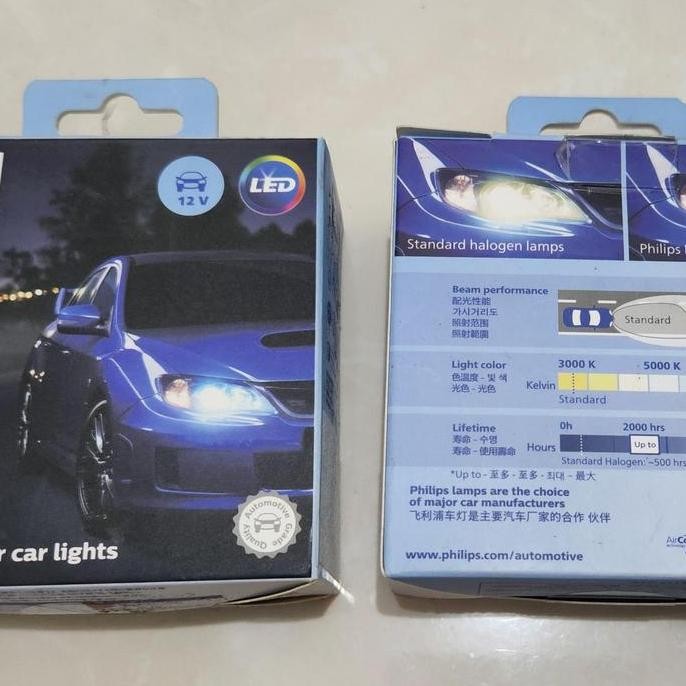 12 V
LED
Automotive Grade Quality
r car lights
Standard halogen lamps
Philips
Beam performance
配光性能
가시거리도
照射范围
照射範圍
Standard
Light color
色温度 - 빛 색
光色 - 光色
Kelvin
3000 K 5000 K
Standard
Lifetime
寿命 - 수명
寿命 - 使用壽命
Hours
0h 2000 hrs
Up to
Standard Halogen: ~500 hrs
*Up to - 至多 - 至多 - 최대 - 最大
Philips lamps are the choice
of major car manufacturers
飞利浦车灯是主要汽车厂家的合作 伙伴
www.philips.com/automotive
AirCo